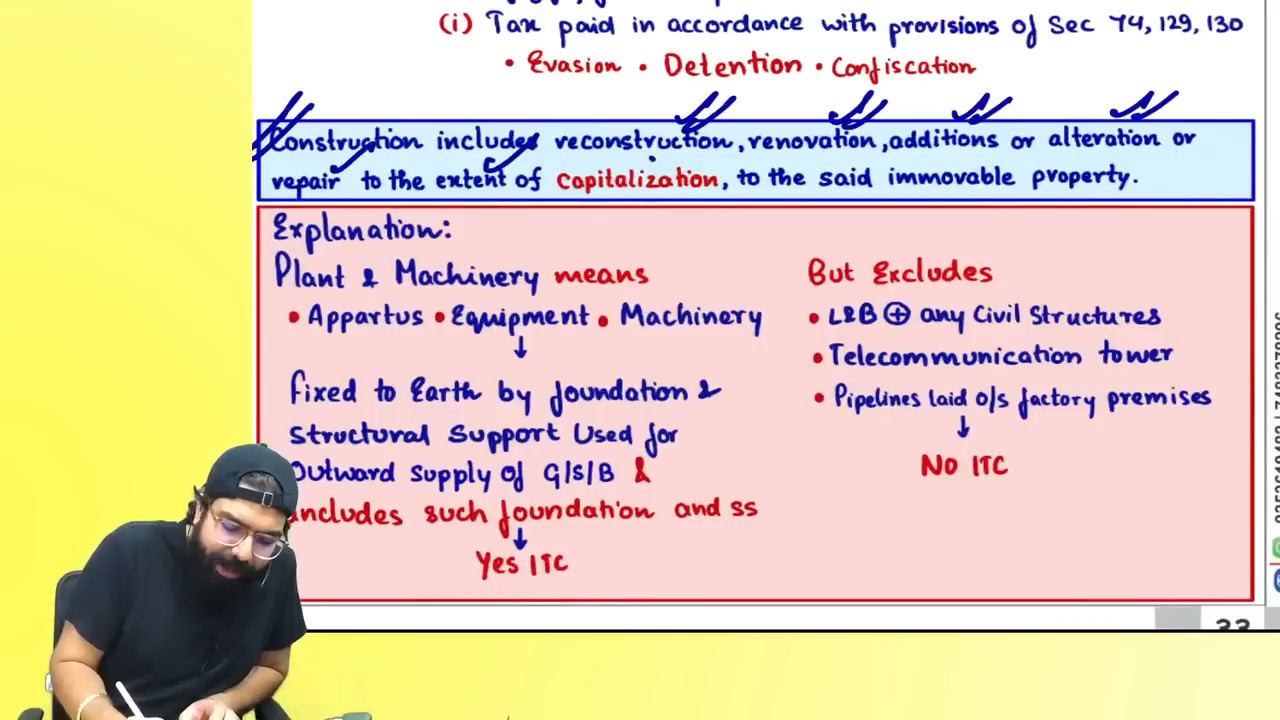 (i) Tax paid in accordance with provisions of Sec 74, 129, 130
• Evasion • Detention • Confiscation
Construction includes reconstruction, renovation, additions or alteration or
repair to the extent of capitalization, to the said immovable property.
Explanation:
Plant & Machinery means
• Appartus • Equipment • Machinery
↓
fixed to Earth by foundation &
Structural Support Used for
Outward supply of G/S/B &
includes such foundation and ss
↓
Yes ITC
But Excludes
• L&B ⊕ any Civil Structures
• Telecommunication tower
• Pipelines laid o/s factory premises
↓
No ITC
33